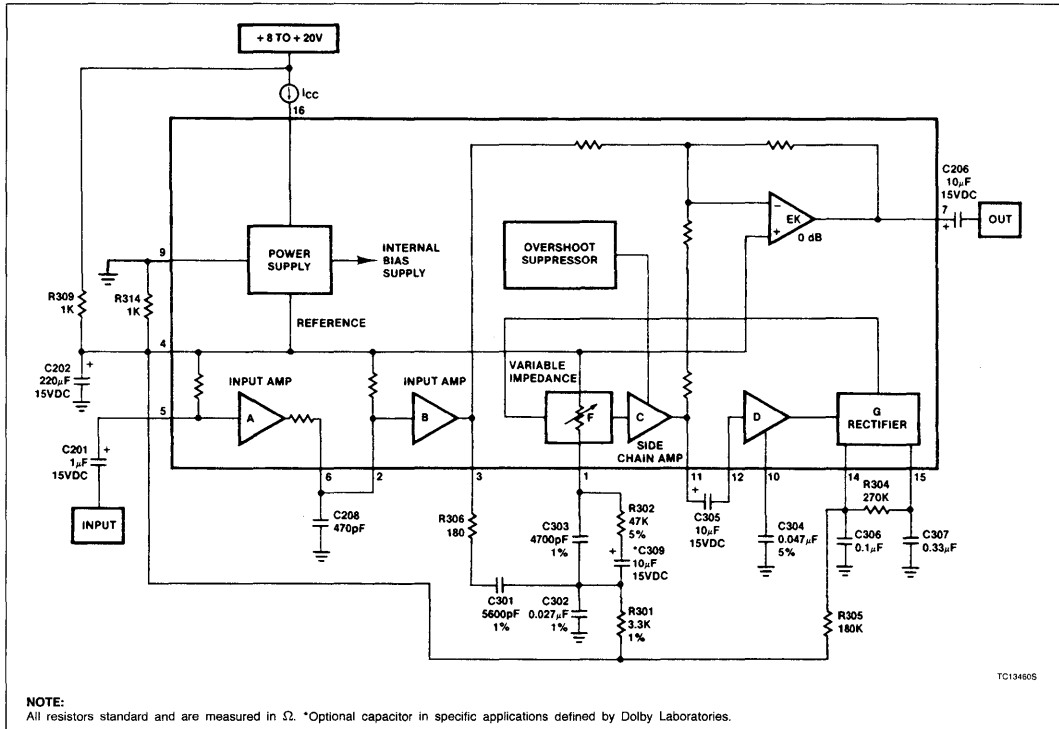 + 8 TO + 20V
ICC
16
C206
10μF
15VDC
7
+
OUT
EK
0 dB
−
+
OVERSHOOT
SUPPRESSOR
POWER
SUPPLY
INTERNAL
BIAS
SUPPLY
9
R309
1K
R314
1K
REFERENCE
4
C202
220μF
15VDC
+
INPUT AMP
A
INPUT AMP
B
VARIABLE
IMPEDANCE
F
C
SIDE
CHAIN AMP
D
G
RECTIFIER
5
C201
1μF
15VDC
+
INPUT
6
2
3
1
11
12
10
14
15
C208
470pF
R306
180
C303
4700pF
1%
R302
47K
5%
+
*C309
10μF
15VDC
+
C305
10μF
15VDC
C304
0.047μF
5%
R304
270K
C306
0.1μF
C307
0.33μF
C301
5600pF
1%
C302
0.027μF
1%
R301
3.3K
1%
R305
180K
TC13460S
NOTE:
All resistors standard and are measured in Ω. *Optional capacitor in specific applications defined by Dolby Laboratories.